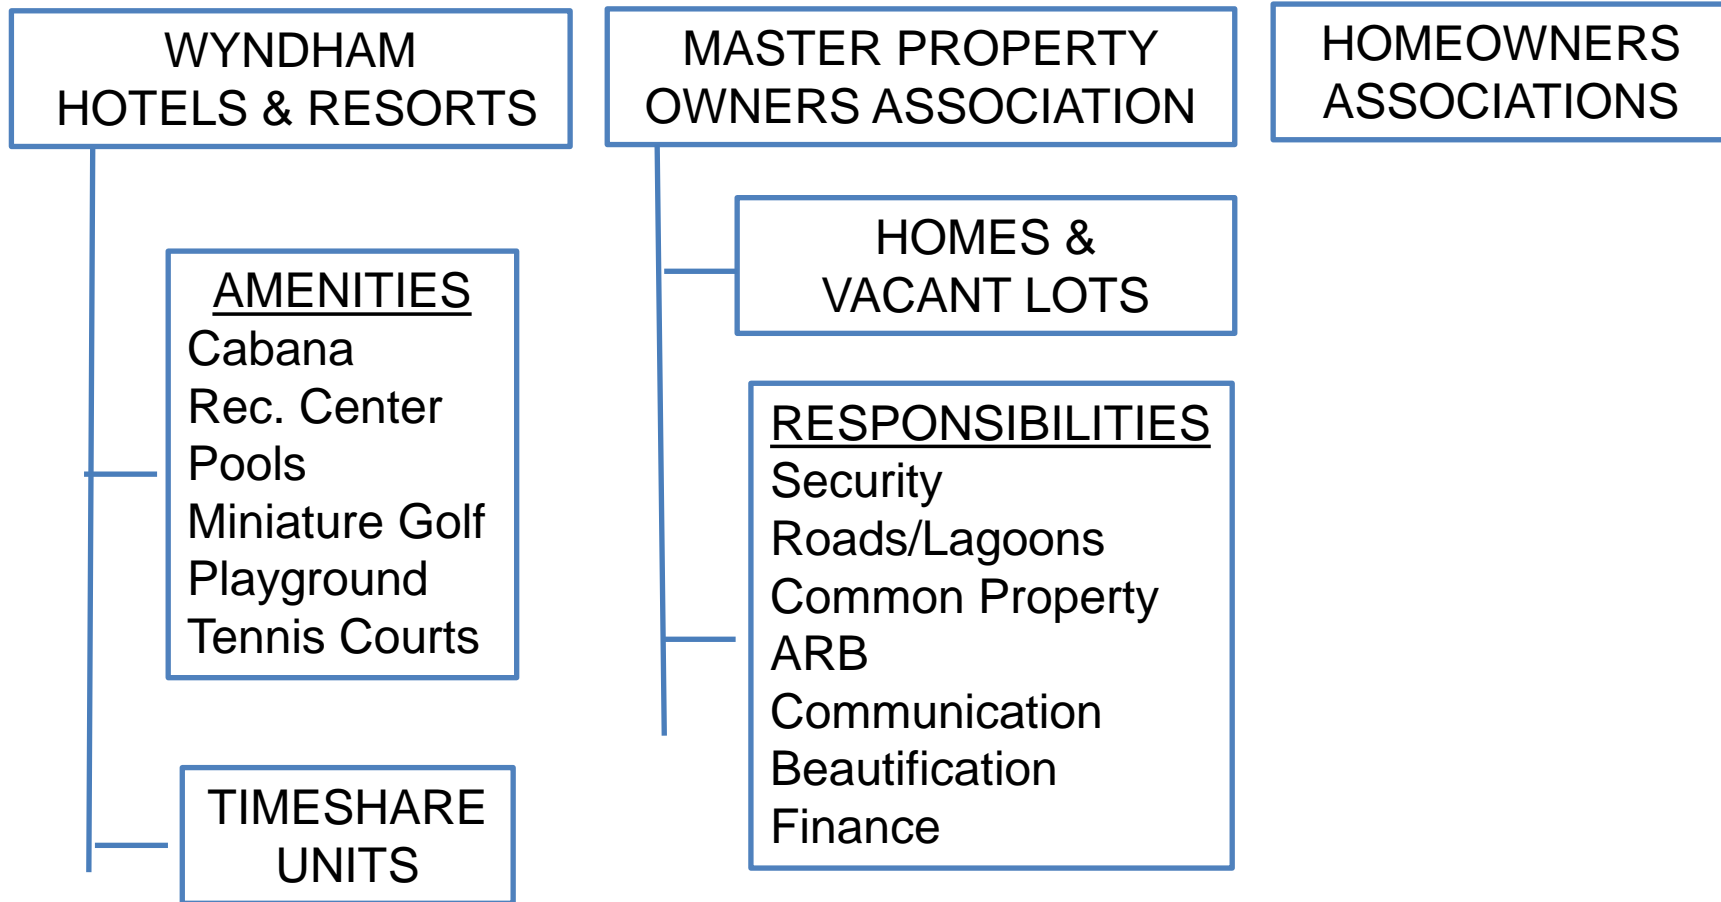 WYNDHAM
HOTELS & RESORTS
AMENITIES
Cabana
Rec. Center
Pools
Miniature Golf
Playground
Tennis Courts
TIMESHARE
UNITS
MASTER PROPERTY
OWNERS ASSOCIATION
HOMES &
VACANT LOTS
RESPONSIBILITIES
Security
Roads/Lagoons
Common Property
ARB
Communication
Beautification
Finance
HOMEOWNERS
ASSOCIATIONS